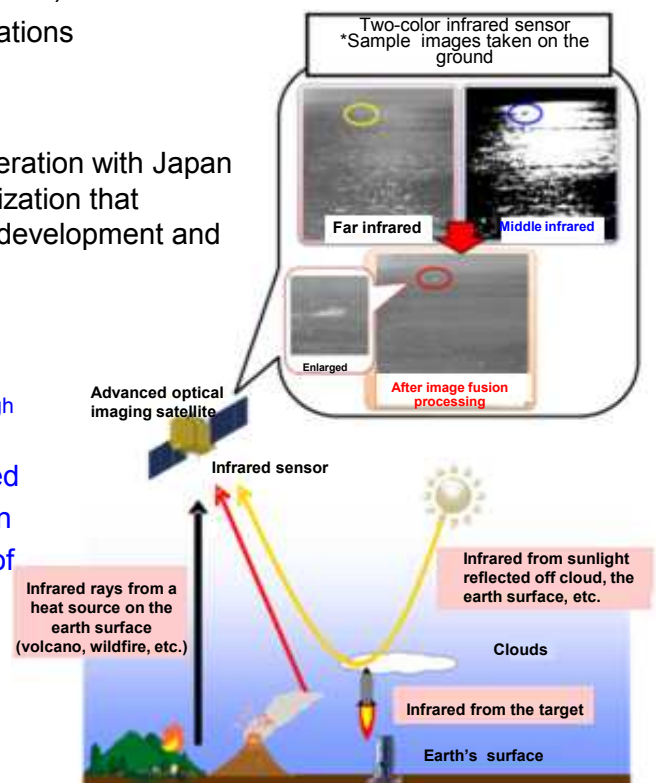 ations
eration with Japan
ization that
development and
gh
ed
n
of
Two-color infrared sensor
*Sample images taken on the
ground
Far infrared
Middle infrared
Enlarged
After image fusion
processing
Advanced optical
imaging satellite
Infrared sensor
Infrared rays from a
heat source on the
earth surface
(volcano, wildfire, etc.)
Infrared from sunlight
reflected off cloud, the
earth surface, etc.
Clouds
Infrared from the target
Earth's surface